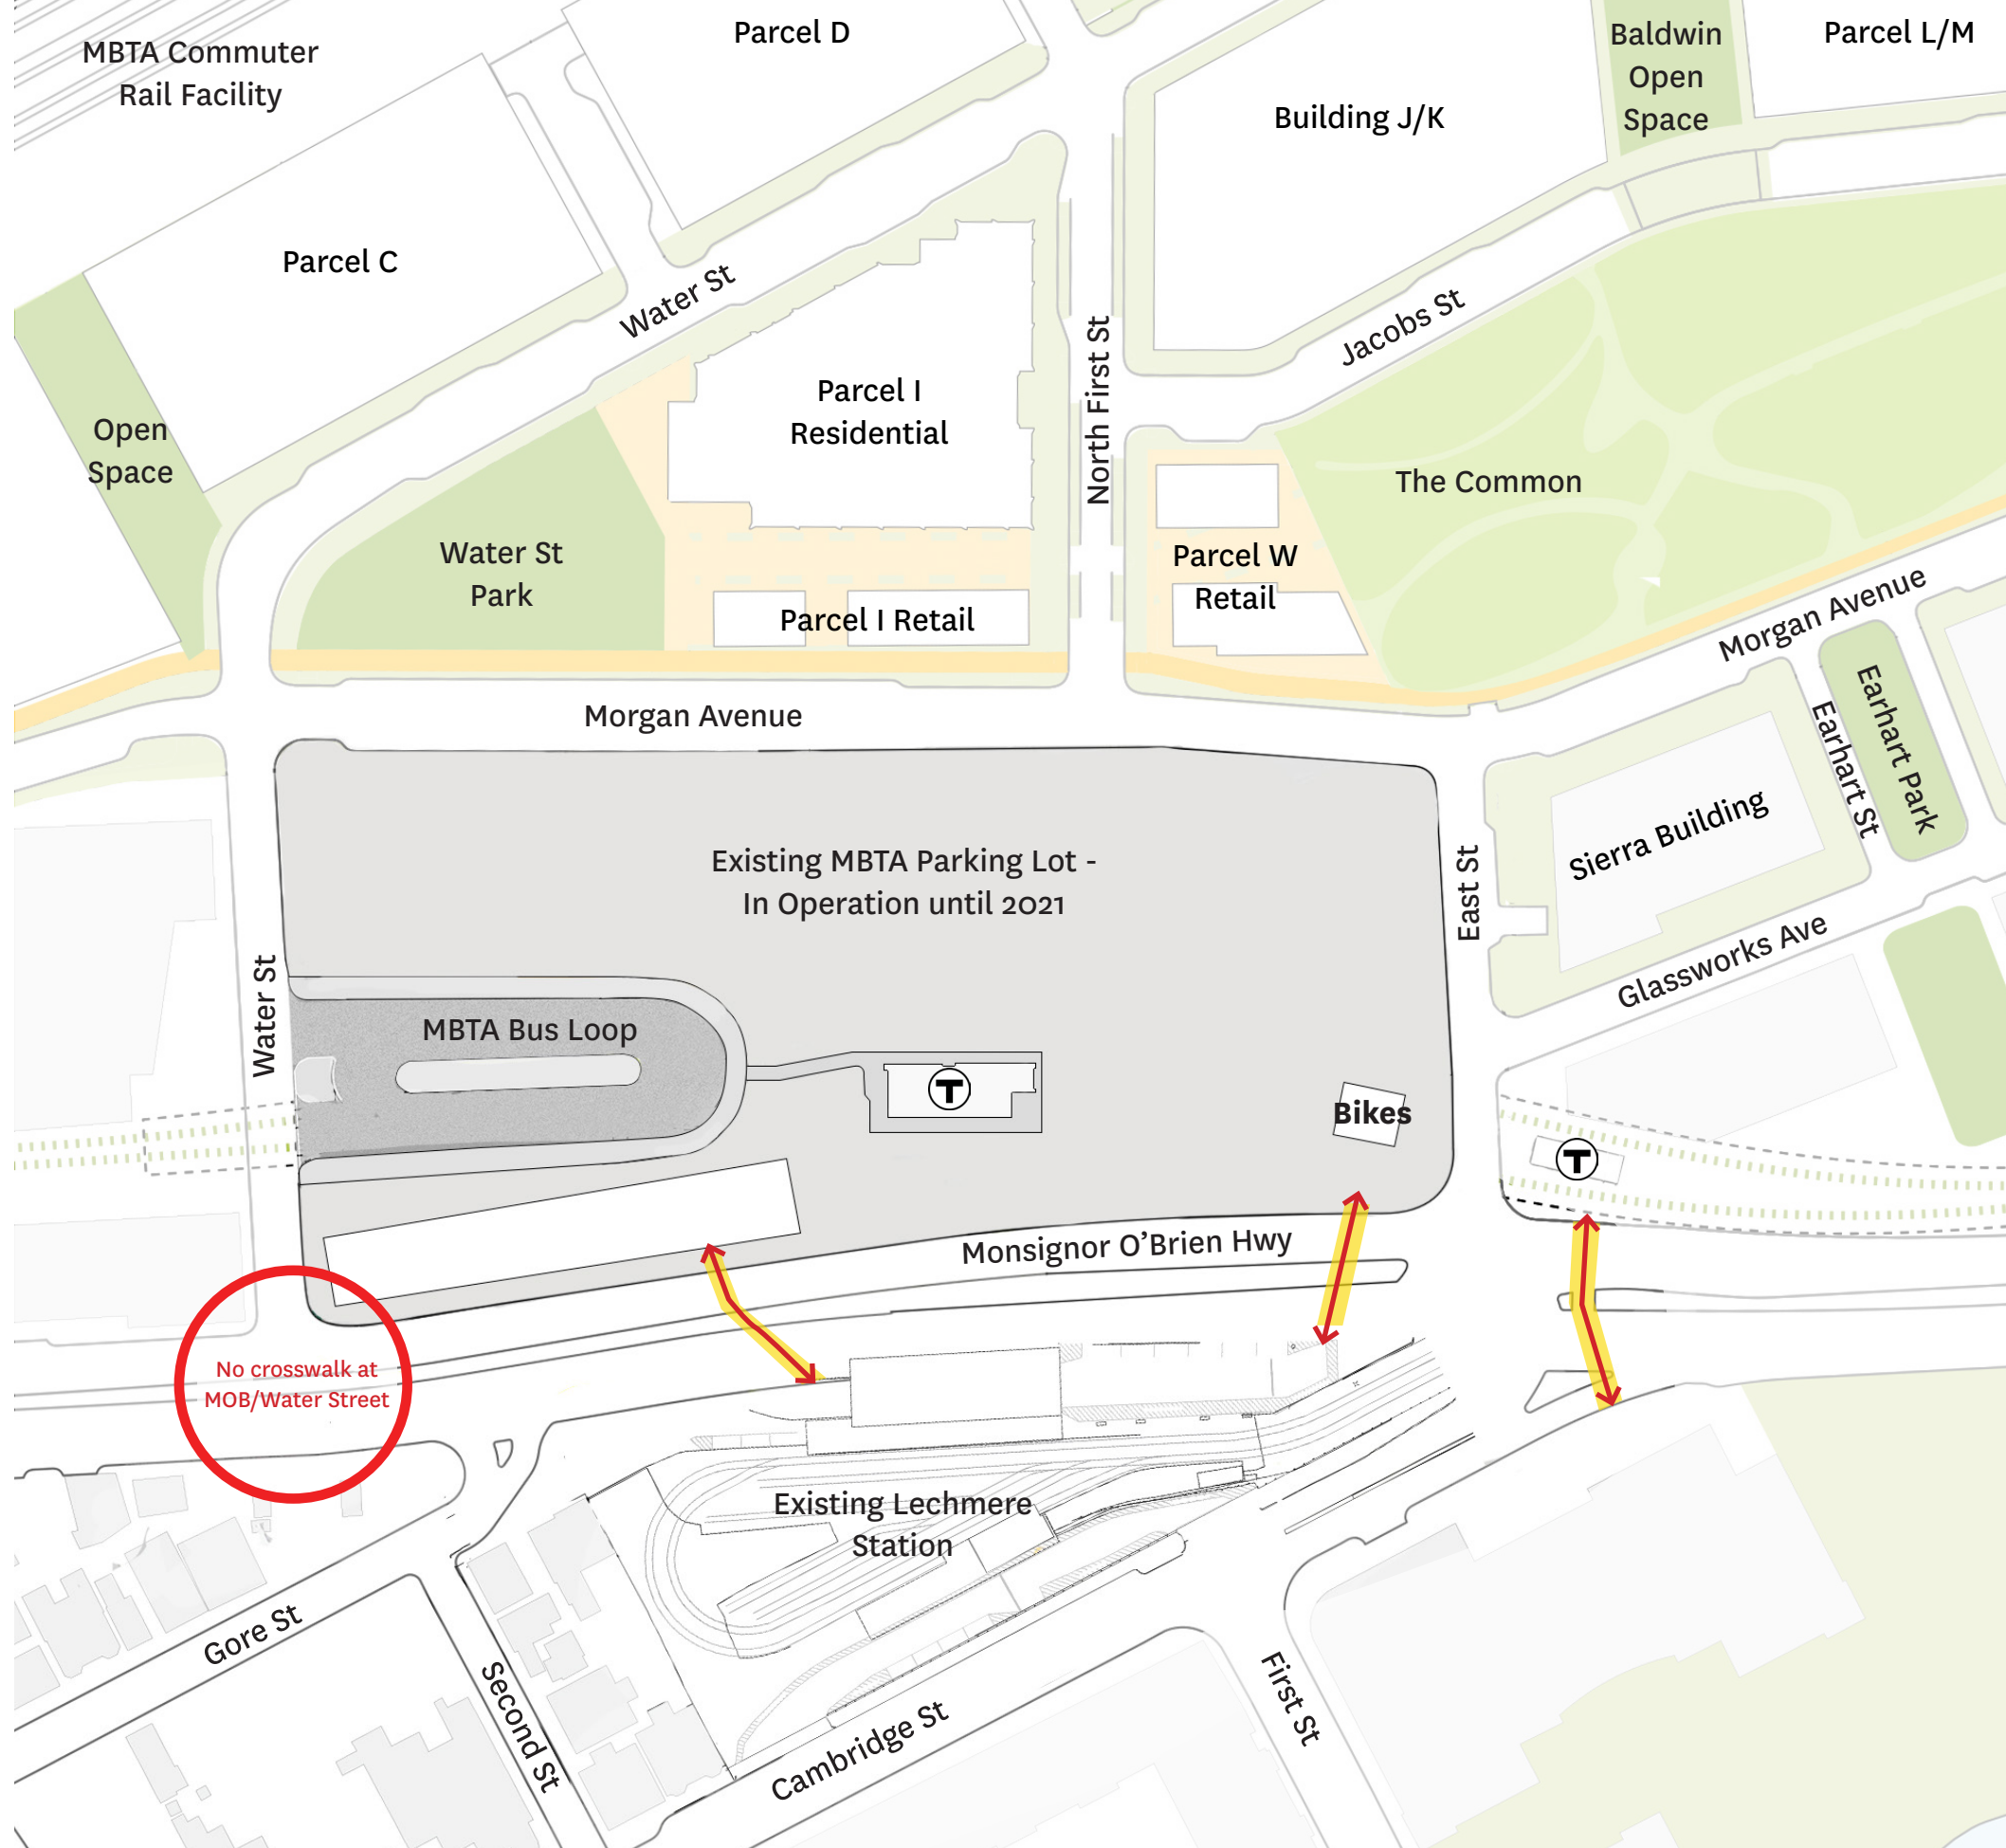 MBTA Commuter
Rail Facility
Parcel D
Baldwin
Open
Space
Parcel L/M
Building J/K
Parcel C
Water St
Jacobs St
North First St
Parcel I
Residential
Open
Space
The Common
Water St
Park
Parcel W
Retail
Parcel I Retail
Morgan Avenue
Morgan Avenue
Earhart Park
Earhart St
Sierra Building
Existing MBTA Parking Lot -
In Operation until 2021
East St
Glassworks Ave
Water St
MBTA Bus Loop
T
Bikes
T
Monsignor O’Brien Hwy
No crosswalk at
MOB/Water Street
Existing Lechmere
Station
Gore St
Second St
First St
Cambridge St